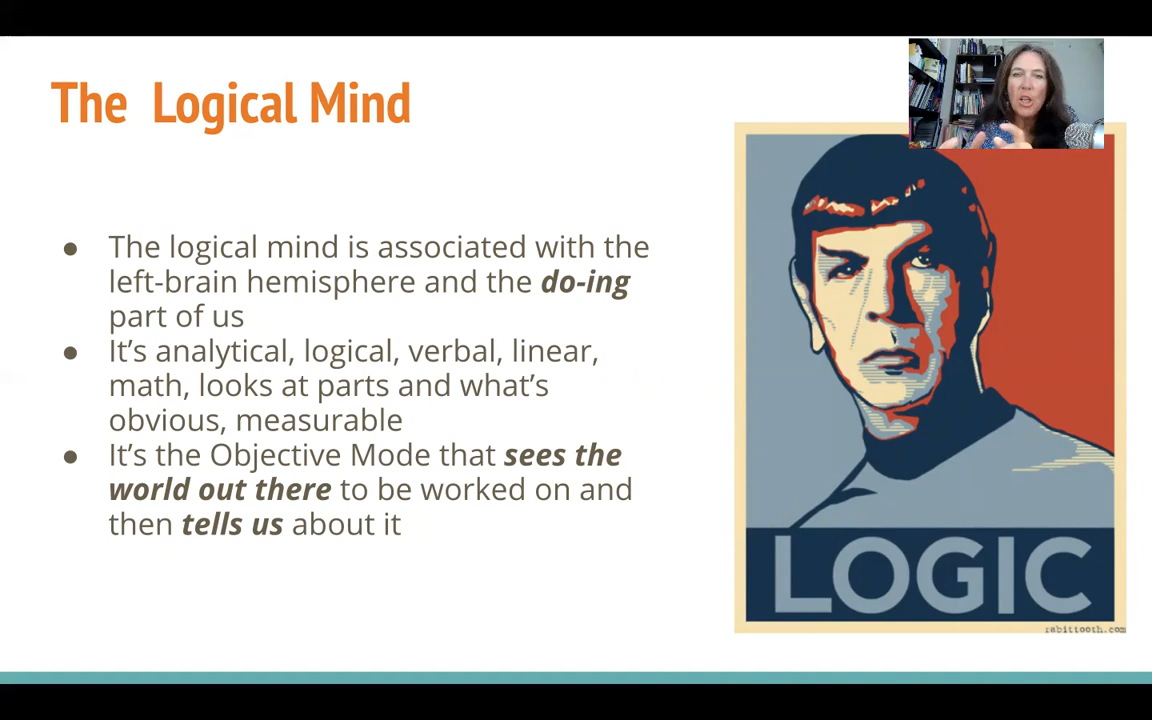 The Logical Mind
● The logical mind is associated with the
left-brain hemisphere and the do-ing
part of us
● It’s analytical, logical, verbal, linear,
math, looks at parts and what’s
obvious, measurable
● It’s the Objective Mode that sees the
world out there to be worked on and
then tells us about it
LOGIC
rabittooth.com